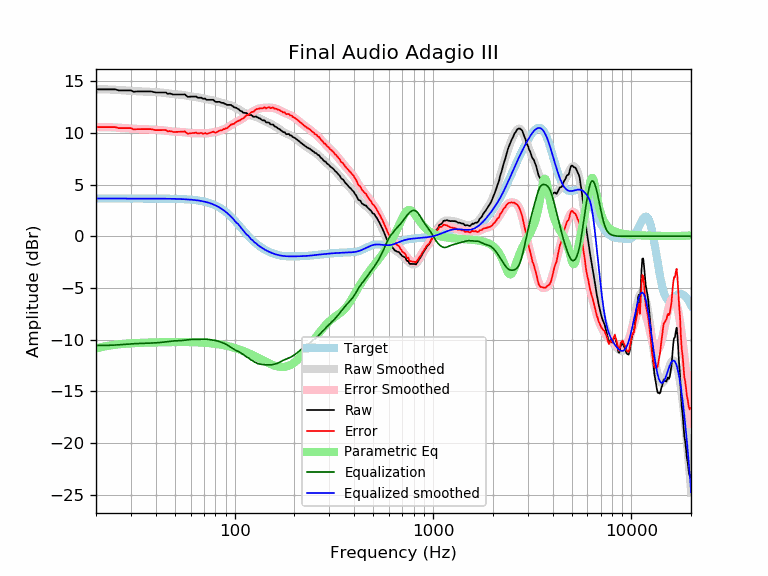 Final Audio Adagio III
Amplitude (dBr)
15
10
5
0
−5
−10
−15
−20
−25
100
1000
10000
Frequency (Hz)
Target
Raw Smoothed
Error Smoothed
Raw
Error
Parametric Eq
Equalization
Equalized smoothed